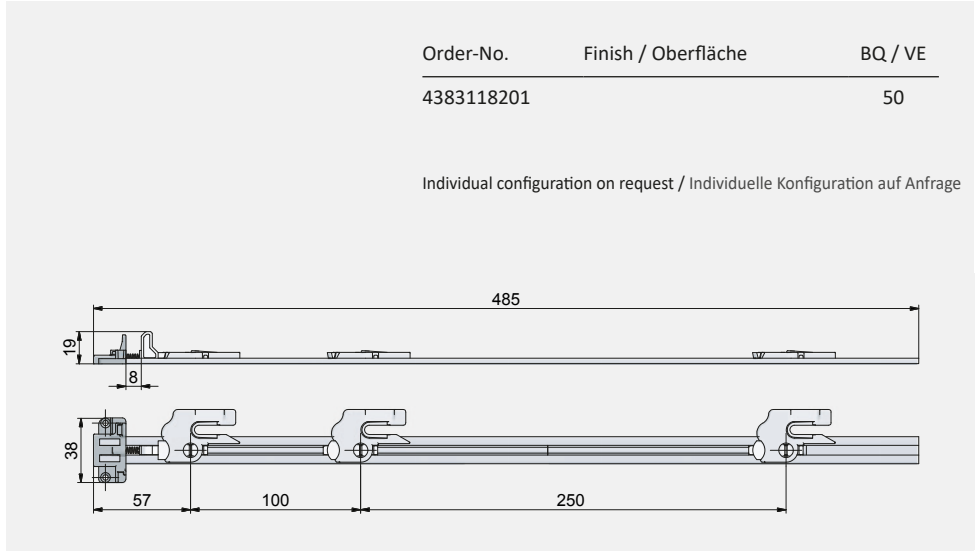 Order-No. Finish / Oberfläche BQ / VE
4383118201 50
Individual configuration on request / Individuelle Konfiguration auf Anfrage
485
19
8
38
57 100 250